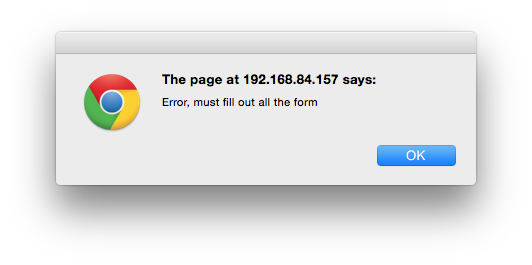 The page at 192.168.84.157 says:
Error, must fill out all the form
OK